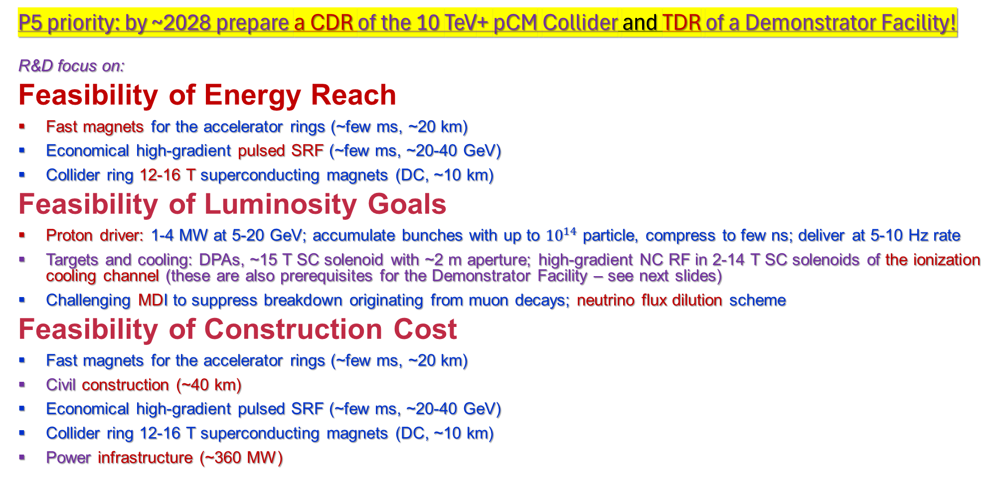 P5 priority: by ~2028 prepare a CDR of the 10 TeV+ pCM Collider and TDR of a Demonstrator Facility!
R&D focus on:
Feasibility of Energy Reach
▪ Fast magnets for the accelerator rings (~few ms, ~20 km)
▪ Economical high-gradient pulsed SRF (~few ms, ~20-40 GeV)
▪ Collider ring 12-16 T superconducting magnets (DC, ~10 km)
Feasibility of Luminosity Goals
▪ Proton driver: 1-4 MW at 5-20 GeV; accumulate bunches with up to 10¹⁴ particle, compress to few ns; deliver at 5-10 Hz rate
▪ Targets and cooling: DPAs, ~15 T SC solenoid with ~2 m aperture; high-gradient NC RF in 2-14 T SC solenoids of the ionization
cooling channel (these are also prerequisites for the Demonstrator Facility – see next slides)
▪ Challenging MDI to suppress breakdown originating from muon decays; neutrino flux dilution scheme
Feasibility of Construction Cost
▪ Fast magnets for the accelerator rings (~few ms, ~20 km)
▪ Civil construction (~40 km)
▪ Economical high-gradient pulsed SRF (~few ms, ~20-40 GeV)
▪ Collider ring 12-16 T superconducting magnets (DC, ~10 km)
▪ Power infrastructure (~360 MW)